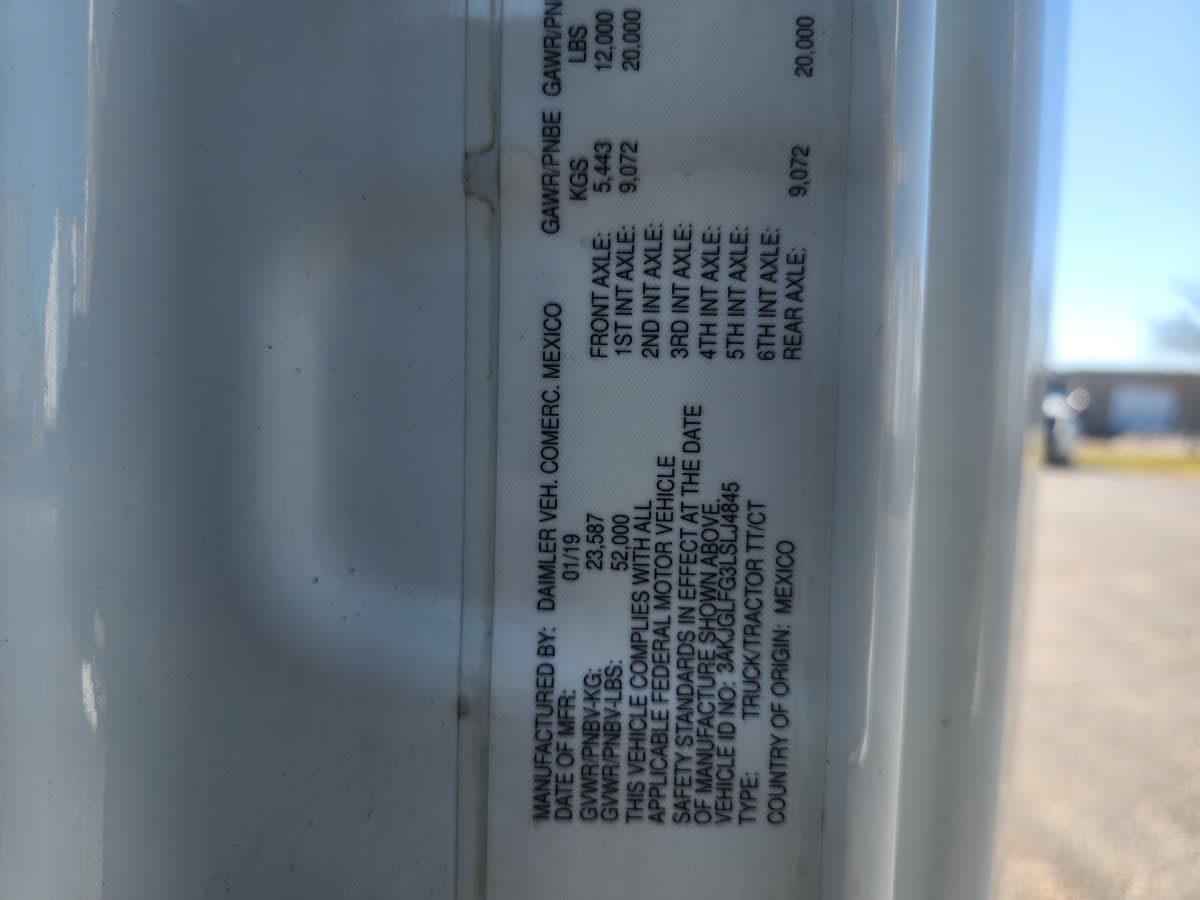 MANUFACTURED BY: DAIMLER VEH. COMERC. MEXICO
DATE OF MFR: 01/19
GVWR/PNBV-KG: 23,587
GVWR/PNBV-LBS: 52,000
THIS VEHICLE COMPLIES WITH ALL
APPLICABLE FEDERAL MOTOR VEHICLE
SAFETY STANDARDS IN EFFECT AT THE DATE
OF MANUFACTURE SHOWN ABOVE.
VEHICLE ID NO: 3AKJGLFG3LSLJ4845
TYPE: TRUCK/TRACTOR TT/CT
COUNTRY OF ORIGIN: MEXICO
GAWR/PNBE GAWR/PN
KGS LBS
FRONT AXLE: 5,443 12,000
1ST INT AXLE: 9,072 20,000
2ND INT AXLE:
3RD INT AXLE:
4TH INT AXLE:
5TH INT AXLE:
6TH INT AXLE:
REAR AXLE: 9,072 20,000